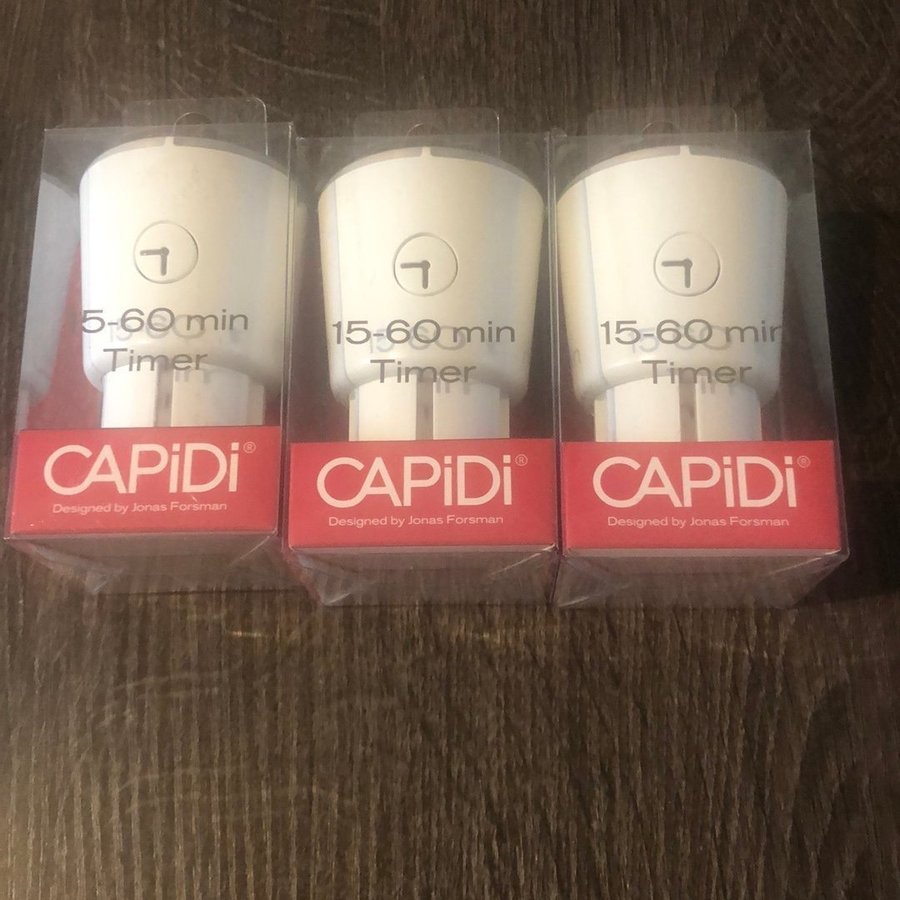 5-60 min
Timer
CAPiDi®
Designed by Jonas Forsman
15-60 min
Timer
CAPiDi®
Designed by Jonas Forsman
15-60 min
Timer
CAPiDi®
Designed by Jonas Forsman